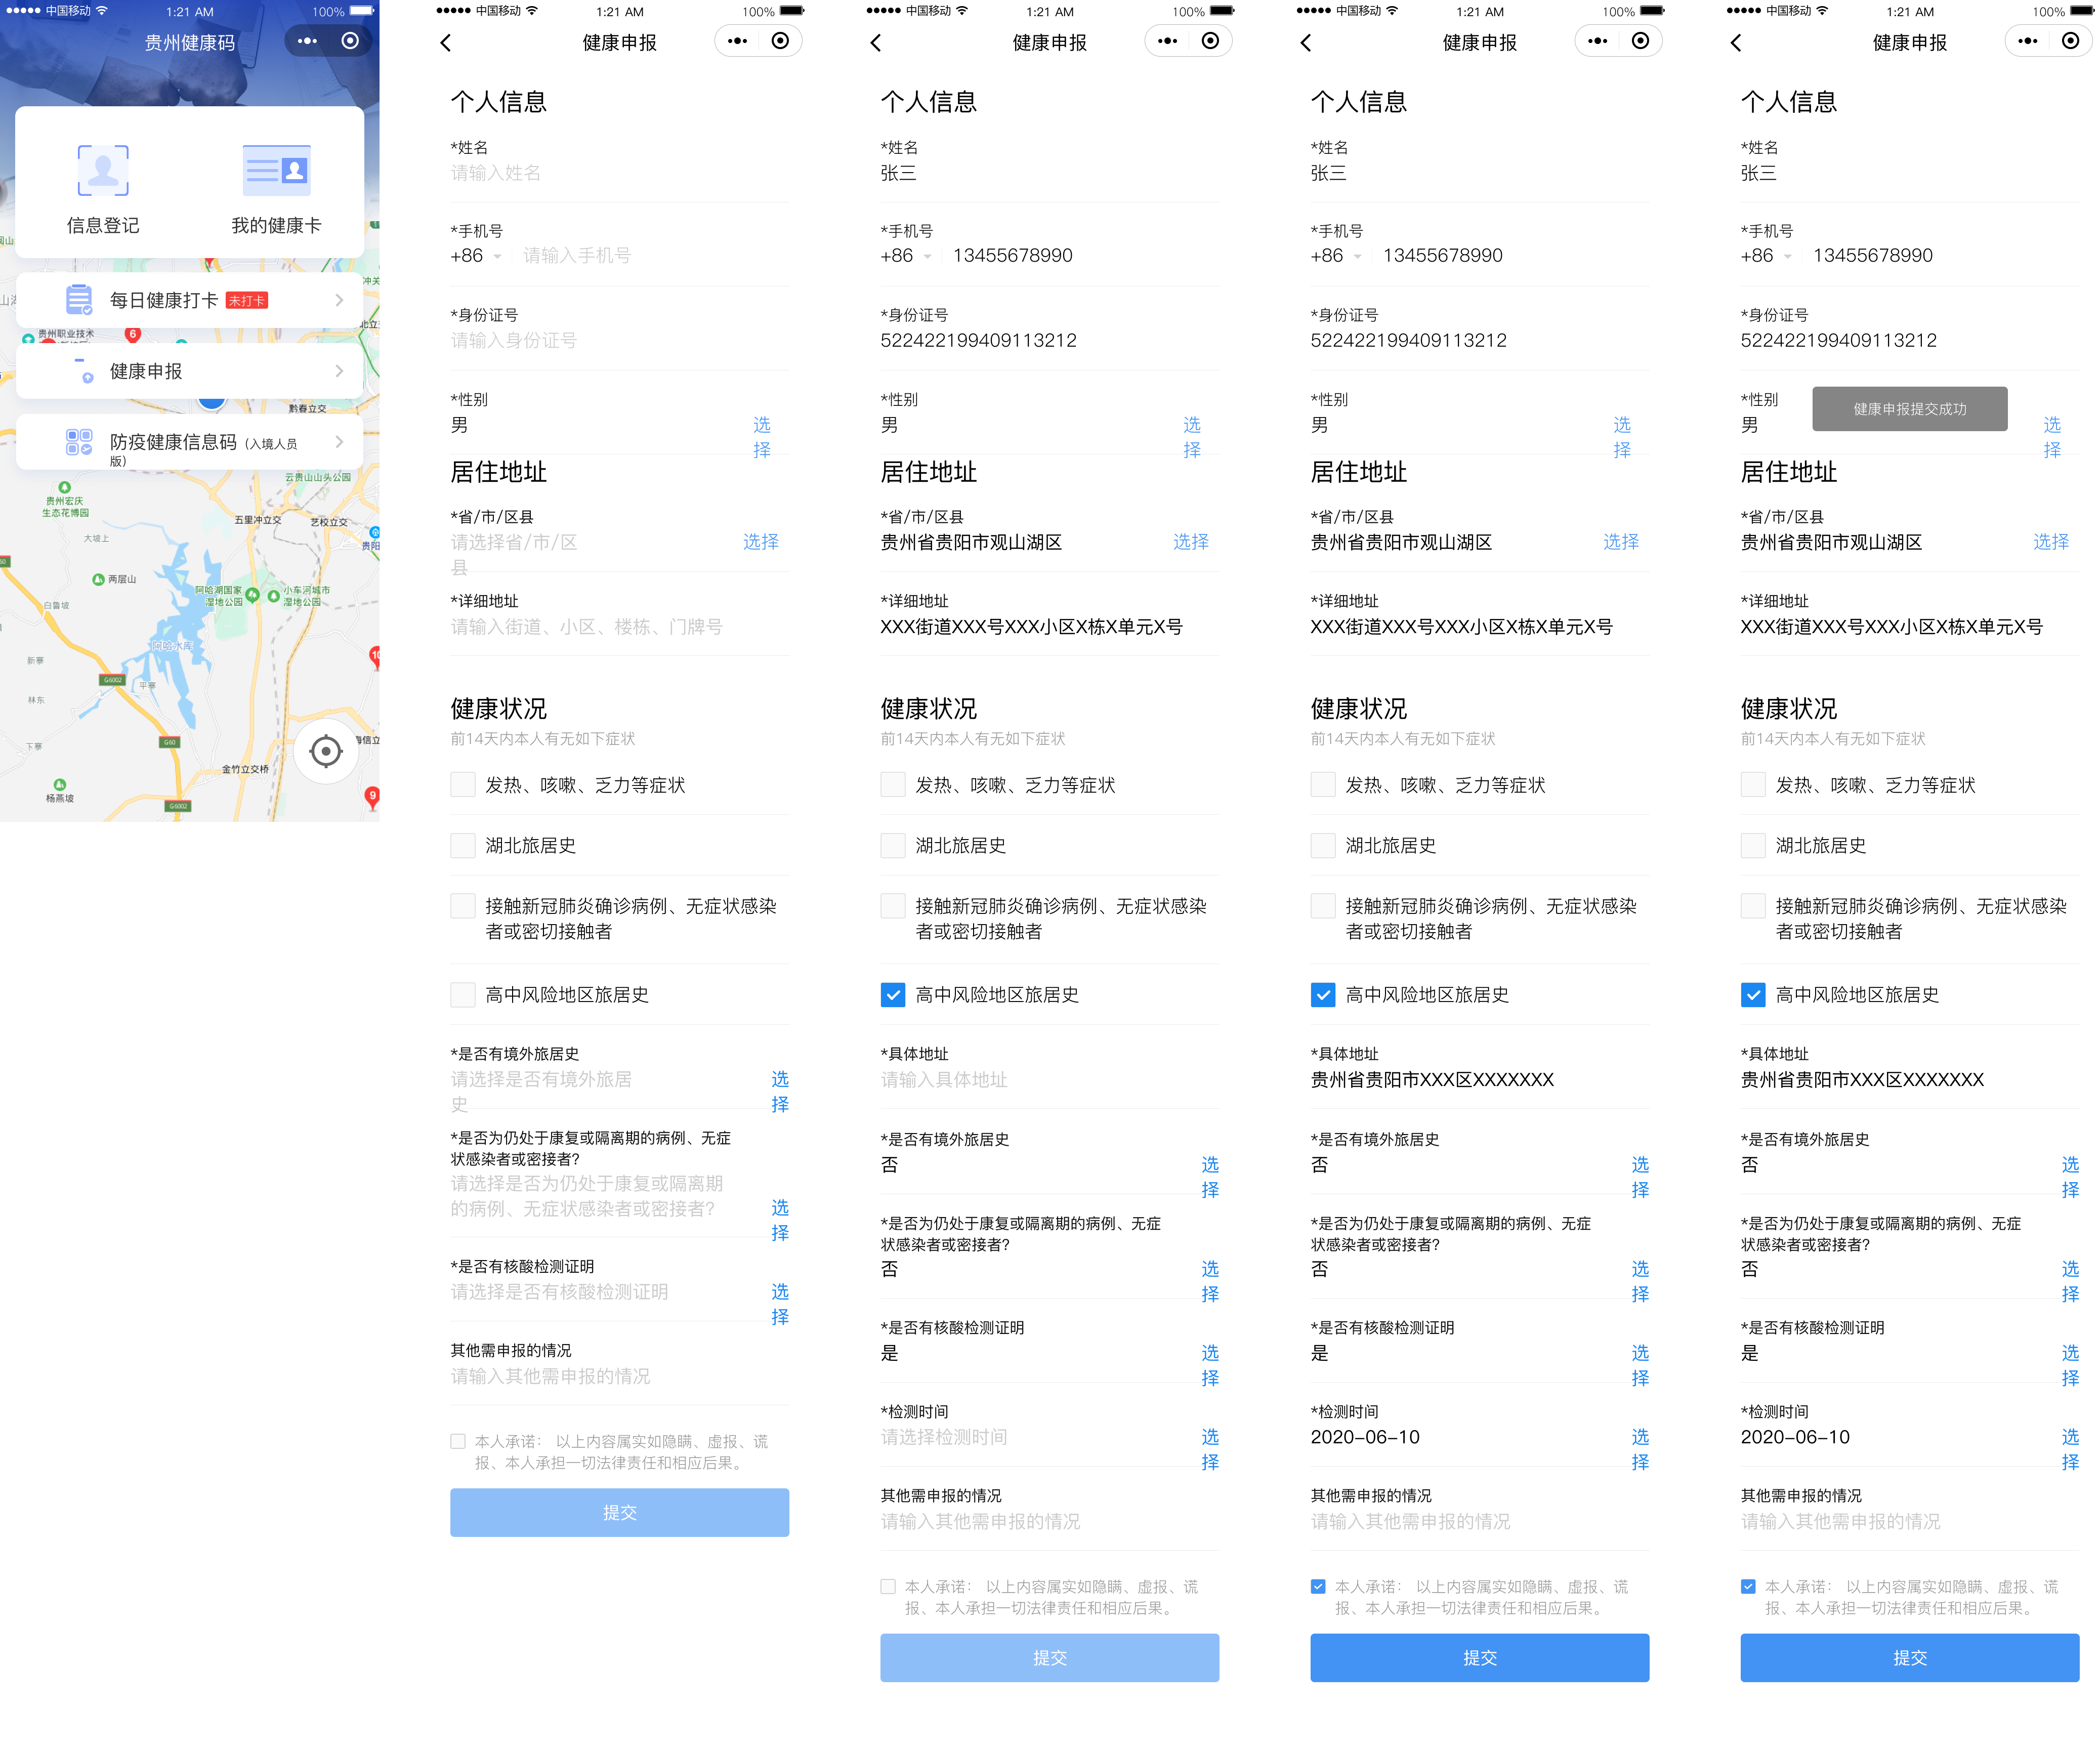 中国移动 1:21 AM 100%
贵州健康码
信息登记 我的健康卡
每日健康打卡 未打卡
贵州职业技术
6
健康申报
黔春立交
防疫健康信息码 (入境人员
版)
云贵山山头公园
贵州宏庆
生态花博园
五里冲立交 艺校立交
大坡上
贵阳
两层山
阿哈湖国家
湿地公园
小车河城市
湿地公园
白鲁坡
阿哈水库
新寨
10
G6002
平寨
林东
下寨
G60
海信立
金竹立交桥
杨燕坡
G6002
9
中国移动 1:21 AM 100%
健康申报
个人信息
*姓名
请输入姓名
*手机号
+86 请输入手机号
*身份证号
请输入身份证号
*性别
男 选
择
居住地址
*省/市/区县
请选择省/市/区 选择
县
*详细地址
请输入街道、小区、楼栋、门牌号
健康状况
前14天内本人有无如下症状
发热、咳嗽、乏力等症状
湖北旅居史
接触新冠肺炎确诊病例、无症状感染
者或密切接触者
高中风险地区旅居史
*是否有境外旅居史
请选择是否有境外旅居 选
史 择
*是否为仍处于康复或隔离期的病例、无症
状感染者或密接者?
请选择是否为仍处于康复或隔离期
的病例、无症状感染者或密接者? 选
择
*是否有核酸检测证明
请选择是否有核酸检测证明 选
择
其他需申报的情况
请输入其他需申报的情况
本人承诺: 以上内容属实如隐瞒、虚报、谎
报、本人承担一切法律责任和相应后果。
提交
中国移动 1:21 AM 100%
健康申报
个人信息
*姓名
张三
*手机号
+86 13455678990
*身份证号
522422199409113212
*性别
男 选
择
居住地址
*省/市/区县
贵州省贵阳市观山湖区 选择
*详细地址
XXX街道XXX号XXX小区X栋X单元X号
健康状况
前14天内本人有无如下症状
发热、咳嗽、乏力等症状
湖北旅居史
接触新冠肺炎确诊病例、无症状感染
者或密切接触者
高中风险地区旅居史
*具体地址
请输入具体地址
*是否有境外旅居史
否 选
择
*是否为仍处于康复或隔离期的病例、无症
状感染者或密接者?
否 选
择
*是否有核酸检测证明
是 选
择
*检测时间
请选择检测时间 选
择
其他需申报的情况
请输入其他需申报的情况
本人承诺: 以上内容属实如隐瞒、虚报、谎
报、本人承担一切法律责任和相应后果。
提交
中国移动 1:21 AM 100%
健康申报
个人信息
*姓名
张三
*手机号
+86 13455678990
*身份证号
522422199409113212
*性别
男 选
择
居住地址
*省/市/区县
贵州省贵阳市观山湖区 选择
*详细地址
XXX街道XXX号XXX小区X栋X单元X号
健康状况
前14天内本人有无如下症状
发热、咳嗽、乏力等症状
湖北旅居史
接触新冠肺炎确诊病例、无症状感染
者或密切接触者
高中风险地区旅居史
*具体地址
贵州省贵阳市XXX区XXXXXXX
*是否有境外旅居史
否 选
择
*是否为仍处于康复或隔离期的病例、无症
状感染者或密接者?
否 选
择
*是否有核酸检测证明
是 选
择
*检测时间
2020-06-10 选
择
其他需申报的情况
请输入其他需申报的情况
本人承诺: 以上内容属实如隐瞒、虚报、谎
报、本人承担一切法律责任和相应后果。
提交
中国移动 1:21 AM 100%
健康申报
个人信息
*姓名
张三
*手机号
+86 13455678990
*身份证号
522422199409113212
*性别
健康申报提交成功
男 选
择
居住地址
*省/市/区县
贵州省贵阳市观山湖区 选择
*详细地址
XXX街道XXX号XXX小区X栋X单元X号
健康状况
前14天内本人有无如下症状
发热、咳嗽、乏力等症状
湖北旅居史
接触新冠肺炎确诊病例、无症状感染
者或密切接触者
高中风险地区旅居史
*具体地址
贵州省贵阳市XXX区XXXXXXX
*是否有境外旅居史
否 选
择
*是否为仍处于康复或隔离期的病例、无症
状感染者或密接者?
否 选
择
*是否有核酸检测证明
是 选
择
*检测时间
2020-06-10 选
择
其他需申报的情况
请输入其他需申报的情况
本人承诺: 以上内容属实如隐瞒、虚报、谎
报、本人承担一切法律责任和相应后果。
提交